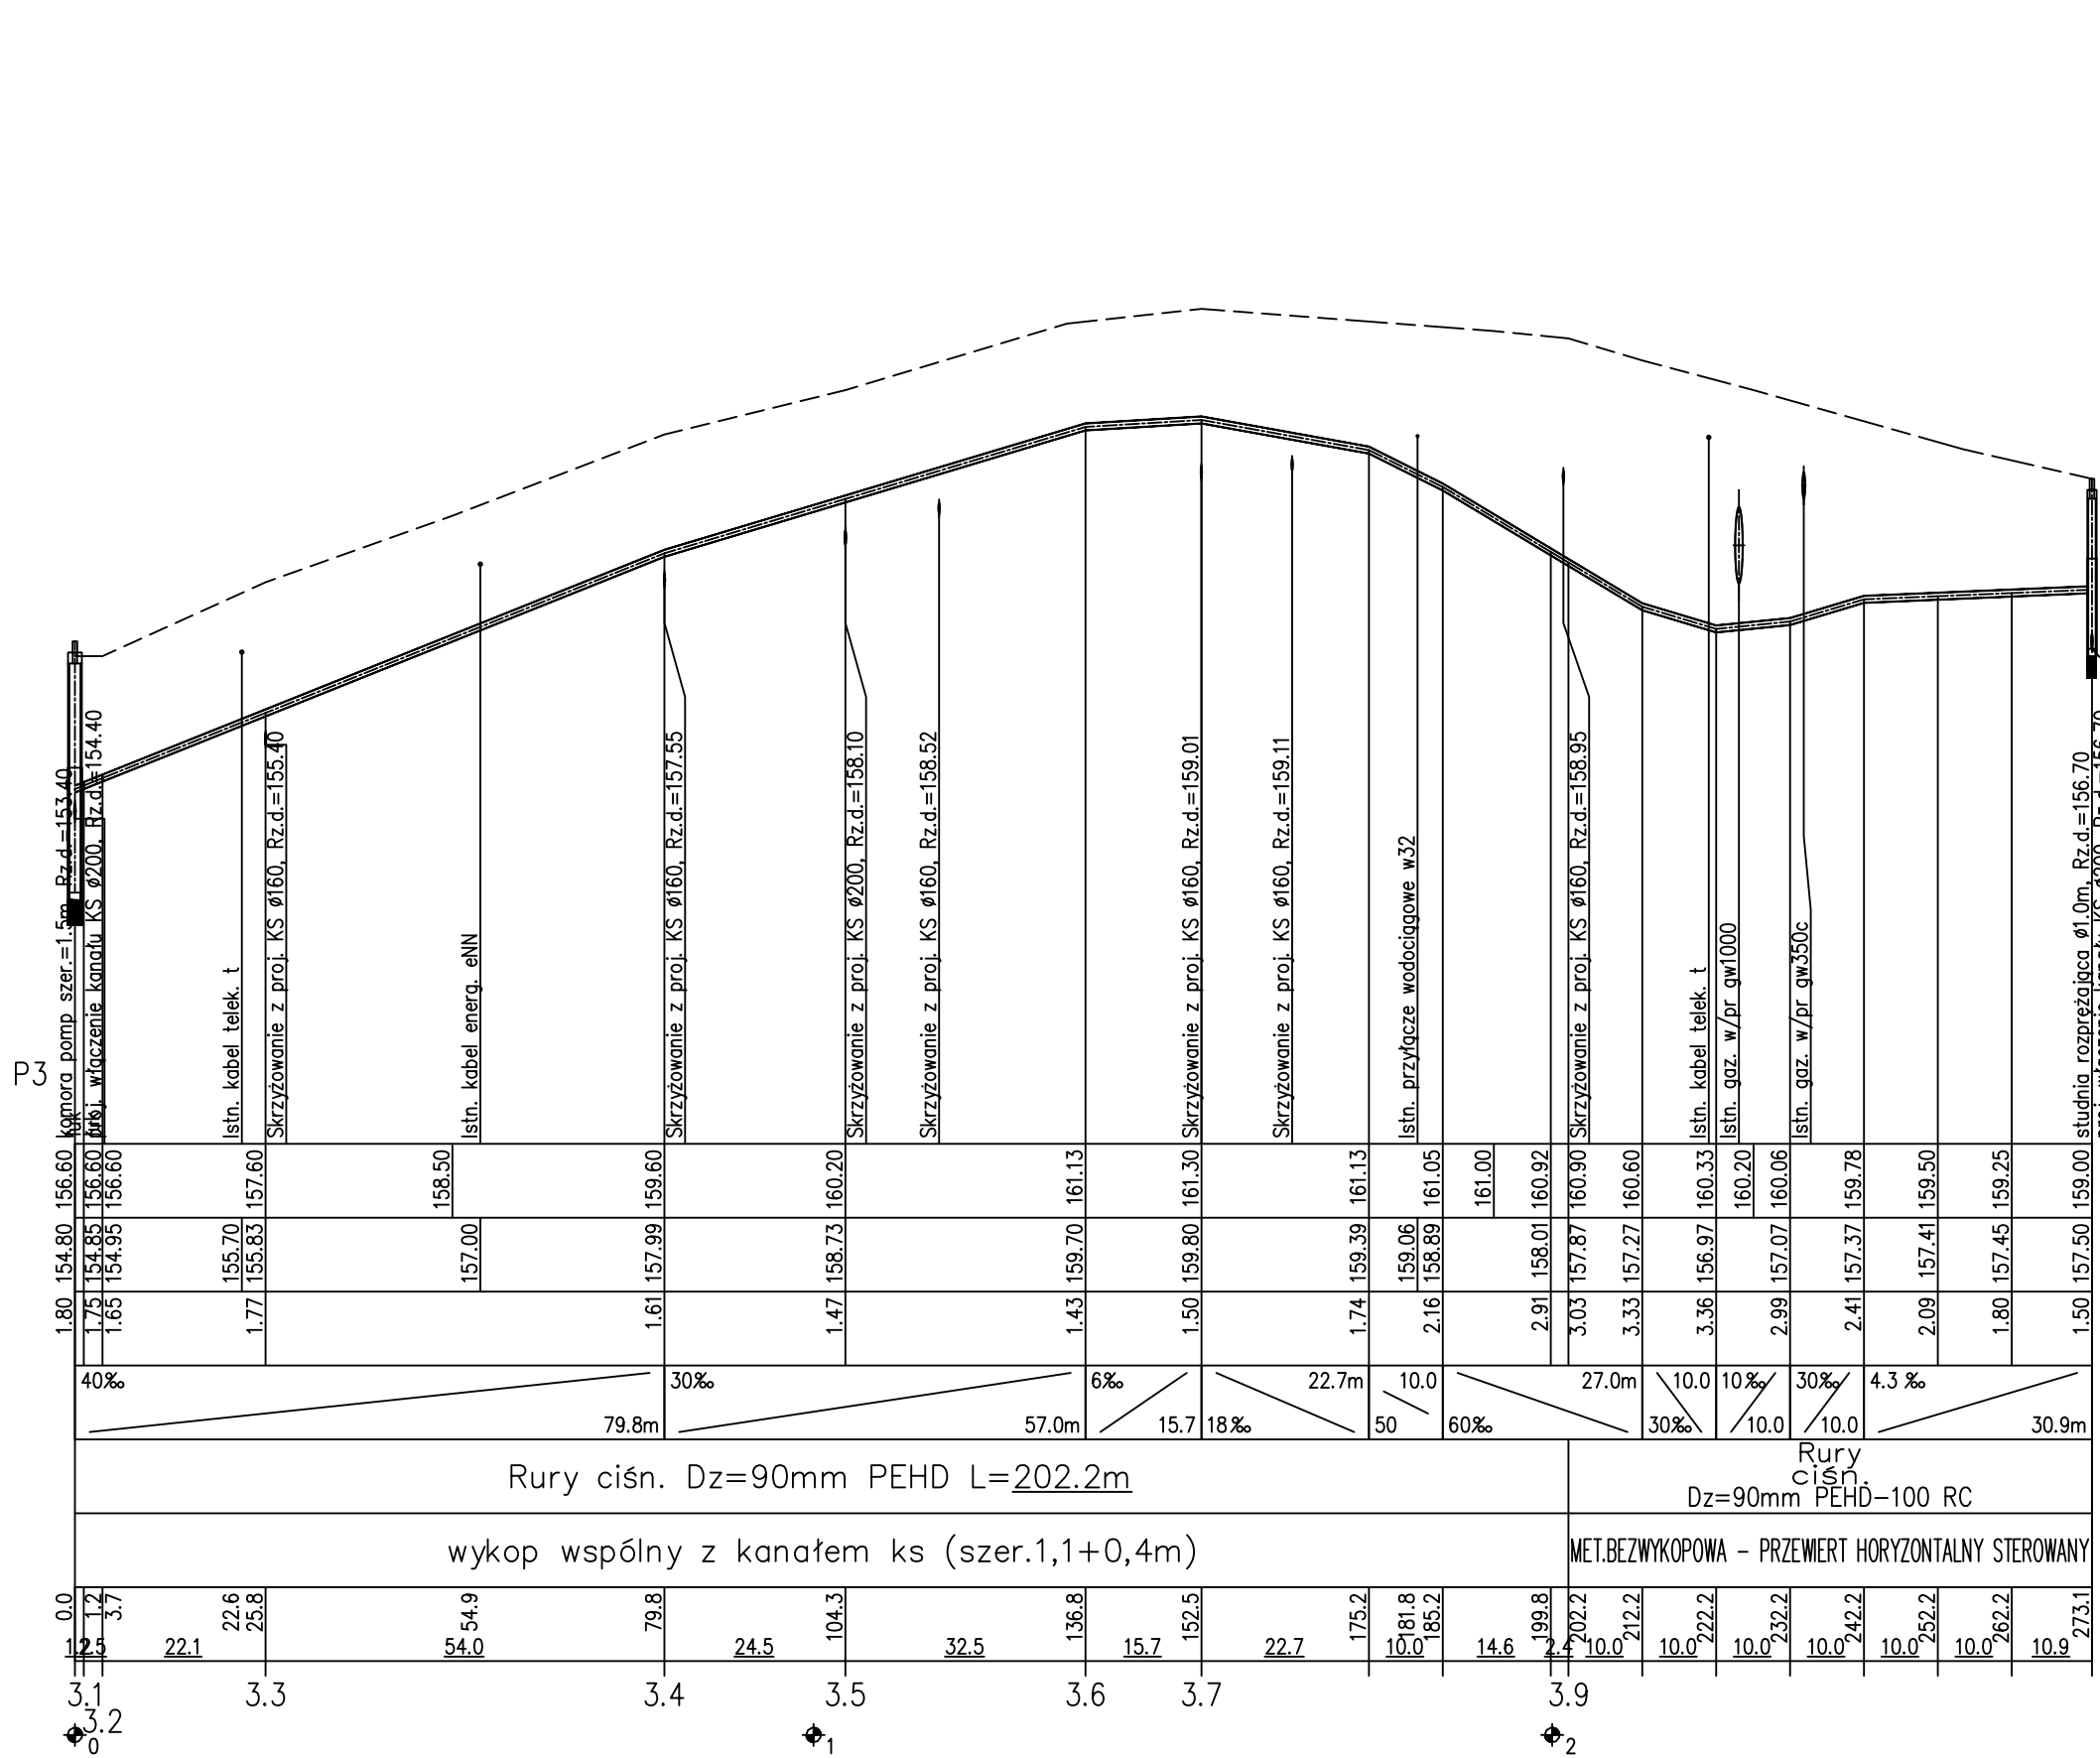 P3
komora pomp szer.=1.5m, Rz.d.=153.40
łuk
łuk
proj. włączenie kanału KS ø200, Rz.d.=154.40
Istn. kabel telek. t
Skrzyżowanie z proj. KS ø160, Rz.d.=155.40
Istn. kabel energ. eNN
Skrzyżowanie z proj. KS ø160, Rz.d.=157.55
Skrzyżowanie z proj. KS ø200, Rz.d.=158.10
Skrzyżowanie z proj. KS ø160, Rz.d.=158.52
Skrzyżowanie z proj. KS ø160, Rz.d.=159.01
Skrzyżowanie z proj. KS ø160, Rz.d.=159.11
Istn. przyłącze wodociągowe w32
Skrzyżowanie z proj. KS ø160, Rz.d.=158.95
Istn. kabel telek. t
Istn. gaz. w/pr gw1000
Istn. gaz. w/pr gw350c
studnia rozprężająca ø1.0m, Rz.d.=156.70
156.60 156.60 156.60 157.60 158.50 159.60 160.20 161.13 161.30 161.13 161.05 161.00 160.92 160.90 160.60 160.33 160.20 160.06 159.78 159.50 159.25 159.00
154.80 154.85 154.95 155.70 155.83 157.00 157.99 158.73 159.70 159.80 159.39 159.06 158.89 158.01 157.87 157.27 156.97 157.07 157.37 157.41 157.45 157.50
1.80 1.75 1.65 1.77 1.61 1.47 1.43 1.50 1.74 2.16 2.91 3.03 3.33 3.36 2.99 2.41 2.09 1.80 1.50
40‰ 30‰ 6‰ 22.7m 10.0 27.0m 10.0 10‰ 30‰ 4.3 ‰
79.8m 57.0m 15.7 18‰ 50 60‰ 30‰ 10.0 10.0 30.9m
Rury ciśn. Dz=90mm PEHD L=202.2m
Rury
ciśn.
Dz=90mm PEHD-100 RC
wykop wspólny z kanałem ks (szer.1,1+0,4m)
MET.BEZWYKOPOWA - PRZEWIERT HORYZONTALNY STEROWANY
0.0 1.2 3.7 22.6 25.8 54.9 79.8 104.3 136.8 152.5 175.2 181.8 185.2 199.8 202.2 212.2 222.2 232.2 242.2 252.2 262.2 273.1
1.2 2.5 22.1 54.0 24.5 32.5 15.7 22.7 10.0 14.6 2.4 10.0 10.0 10.0 10.0 10.0 10.0 10.9
3.1 3.3 3.4 3.5 3.6 3.7 3.9
3.2
0 1 2